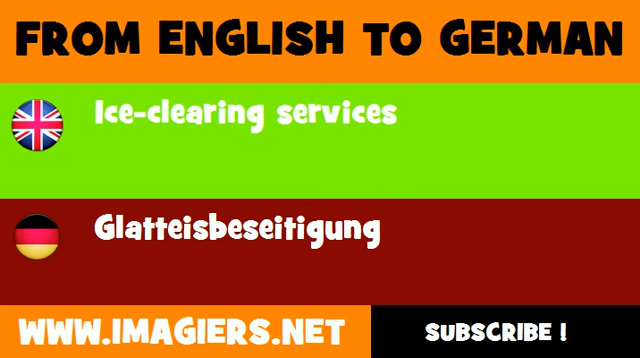 FROM ENGLISH TO GERMAN
Ice-clearing services
Glatteisbeseitigung
WWW.IMAGIERS.NET
SUBSCRIBE !